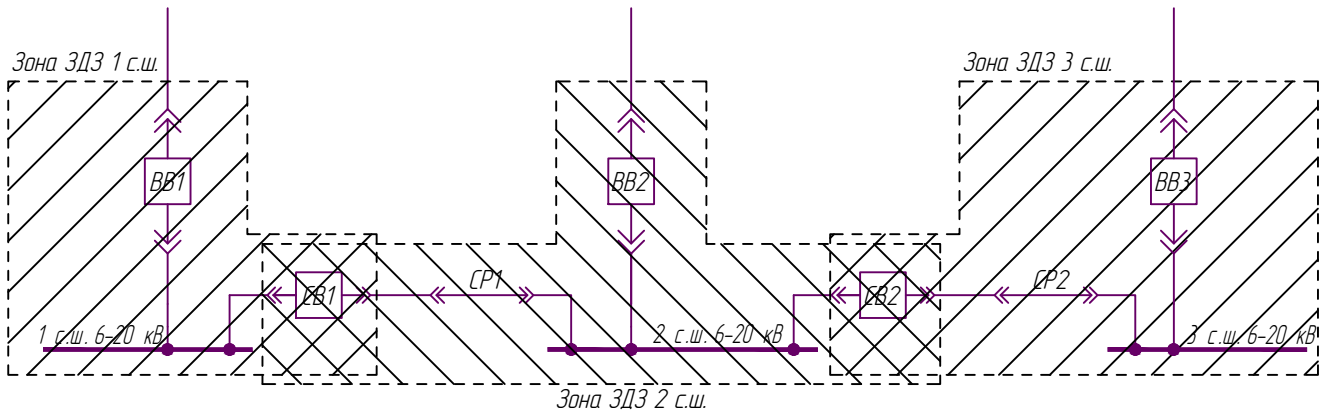 Зона ЗДЗ 1 с.ш.
Зона ЗДЗ 3 с.ш.
ВВ1
ВВ2
ВВ3
СВ1
СР1
СВ2
СР2
1 с.ш. 6-20 кВ
2 с.ш. 6-20 кВ
3 с.ш. 6-20 кВ
Зона ЗДЗ 2 с.ш.